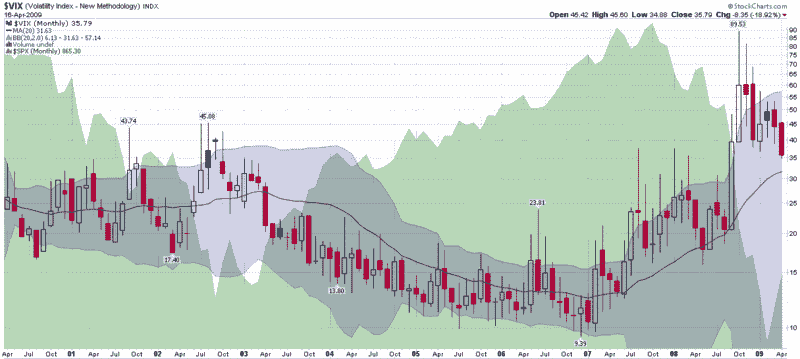 $VIX (Volatility Index - New Methodology) INDX
© StockCharts.com
16-Apr-2009
Open 45.42 High 45.60 Low 34.88 Close 35.79 Chg -8.35 (-18.92%)
$VIX (Monthly) 35.79
MA(20) 31.63
BB(20,2.0) 6.13 - 31.63 - 57.14
Volume undef
$SPX (Monthly) 865.30
89.53
43.74
45.08
17.40
13.80
23.81
9.39
90
85
80
75
70
65
60
55
50
45
40
35
30
25
20
15
10
Apr Jul Oct 01 Apr Jul Oct 02 Apr Jul Oct 03 Apr Jul Oct 04 Apr Jul Oct 05 Apr Jul Oct 06 Apr Jul Oct 07 Apr Jul Oct 08 Apr Jul Oct 09 Apr